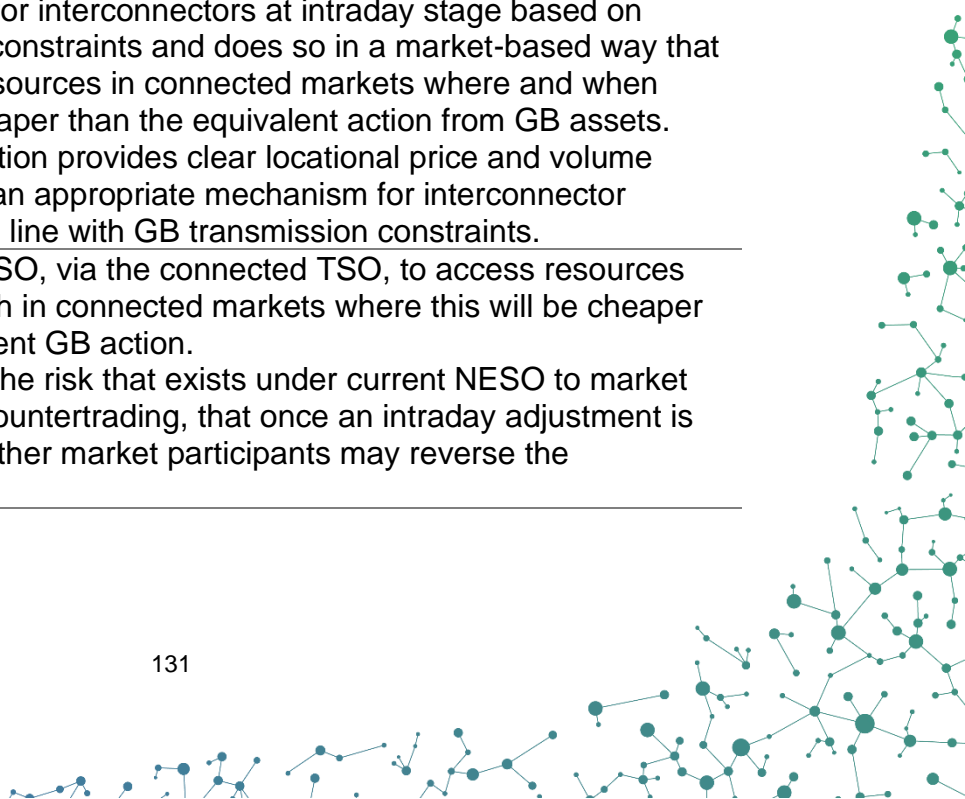 or interconnectors at intraday stage based on
constraints and does so in a market-based way that
sources in connected markets where and when
aper than the equivalent action from GB assets.
tion provides clear locational price and volume
an appropriate mechanism for interconnector
line with GB transmission constraints.
SO, via the connected TSO, to access resources
h in connected markets where this will be cheaper
ent GB action.
he risk that exists under current NESO to market
ountertrading, that once an intraday adjustment is
ther market participants may reverse the
131